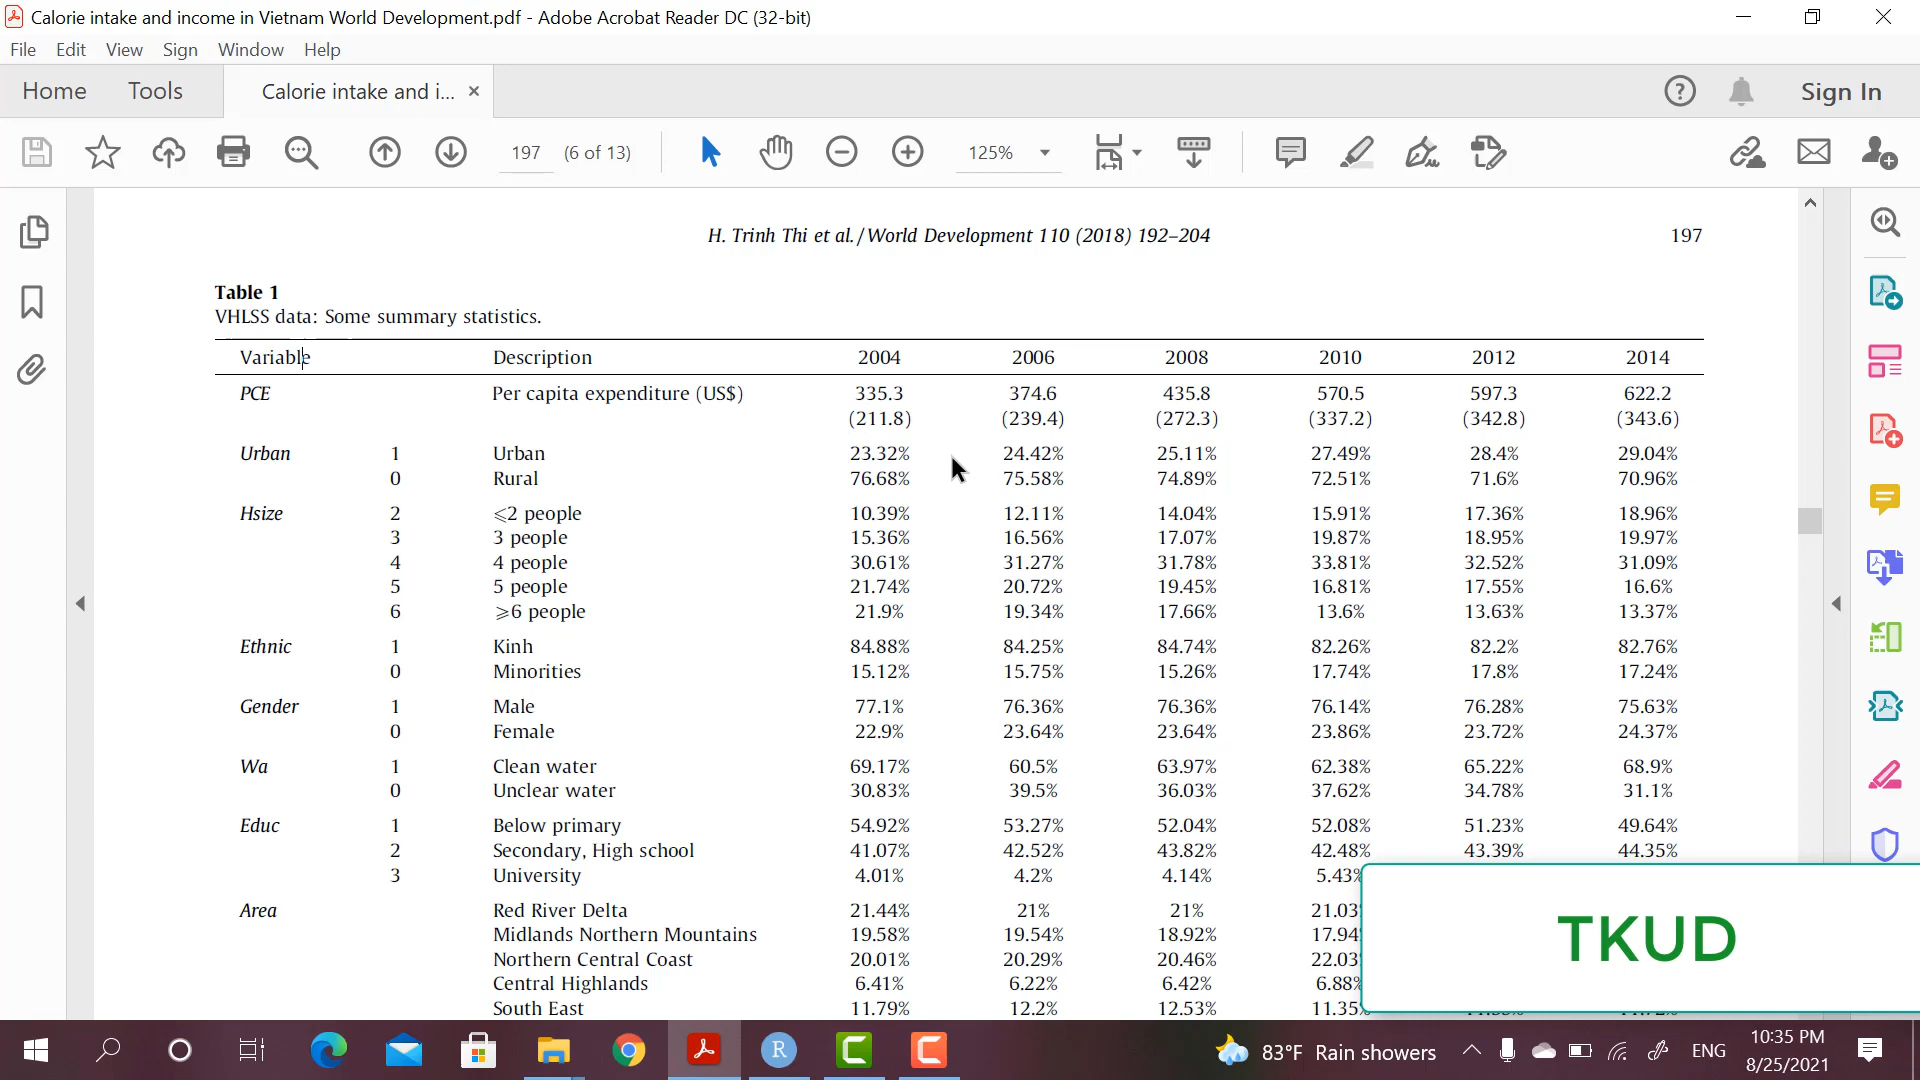 Calorie intake and income in Vietnam World Development.pdf - Adobe Acrobat Reader DC (32-bit)
File Edit View Sign Window Help
Home Tools Calorie intake and i... × Sign In
197 (6 of 13) 125%
H. Trinh Thi et al. / World Development 110 (2018) 192–204 197
Table 1
VHLSS data: Some summary statistics.
Variable Description 2004 2006 2008 2010 2012 2014
PCE Per capita expenditure (US$) 335.3 374.6 435.8 570.5 597.3 622.2
(211.8) (239.4) (272.3) (337.2) (342.8) (343.6)
Urban 1 Urban 23.32% 24.42% 25.11% 27.49% 28.4% 29.04%
0 Rural 76.68% 75.58% 74.89% 72.51% 71.6% 70.96%
Hsize 2 ⩽2 people 10.39% 12.11% 14.04% 15.91% 17.36% 18.96%
3 3 people 15.36% 16.56% 17.07% 19.87% 18.95% 19.97%
4 4 people 30.61% 31.27% 31.78% 33.81% 32.52% 31.09%
5 5 people 21.74% 20.72% 19.45% 16.81% 17.55% 16.6%
6 ⩾6 people 21.9% 19.34% 17.66% 13.6% 13.63% 13.37%
Ethnic 1 Kinh 84.88% 84.25% 84.74% 82.26% 82.2% 82.76%
0 Minorities 15.12% 15.75% 15.26% 17.74% 17.8% 17.24%
Gender 1 Male 77.1% 76.36% 76.36% 76.14% 76.28% 75.63%
0 Female 22.9% 23.64% 23.64% 23.86% 23.72% 24.37%
Wa 1 Clean water 69.17% 60.5% 63.97% 62.38% 65.22% 68.9%
0 Unclear water 30.83% 39.5% 36.03% 37.62% 34.78% 31.1%
Educ 1 Below primary 54.92% 53.27% 52.04% 52.08% 51.23% 49.64%
2 Secondary, High school 41.07% 42.52% 43.82% 42.48% 43.39% 44.35%
3 University 4.01% 4.2% 4.14% 5.43%
Area Red River Delta 21.44% 21% 21% 21.03
Midlands Northern Mountains 19.58% 19.54% 18.92% 17.94
Northern Central Coast 20.01% 20.29% 20.46% 22.03
Central Highlands 6.41% 6.22% 6.42% 6.88%
South East 11.79% 12.2% 12.53% 11.35
TKUD
83°F Rain showers ENG 10:35 PM
8/25/2021